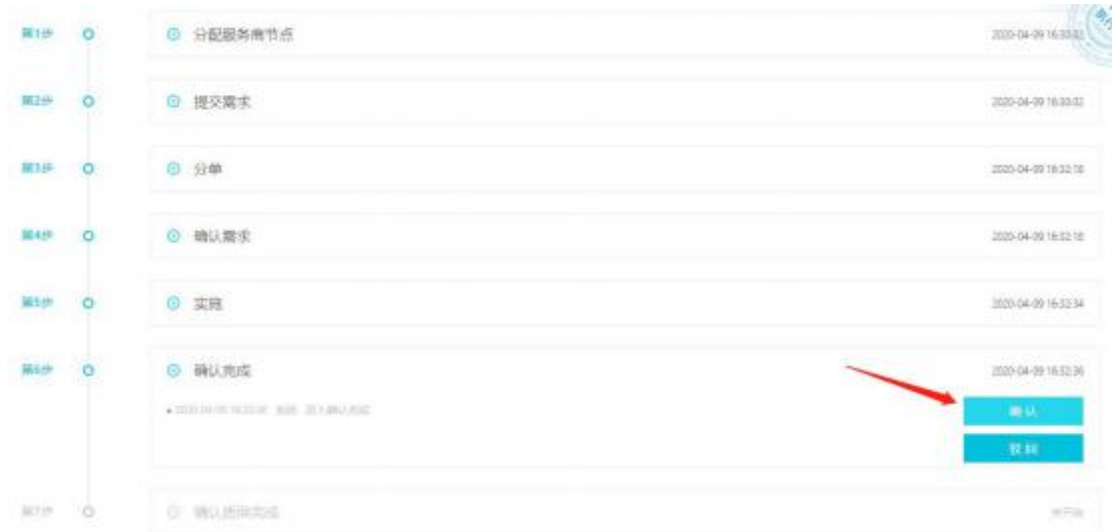 第1步 分配服务商节点 2020-04-09 16:30:02
第2步 提交需求 2020-04-09 16:30:02
第3步 分单 2020-04-09 16:32:18
第4步 确认需求 2020-04-09 16:32:18
第5步 实施 2020-04-09 16:32:34
第6步 确认完成 2020-04-09 16:32:36
确认
驳回
第7步 未开始